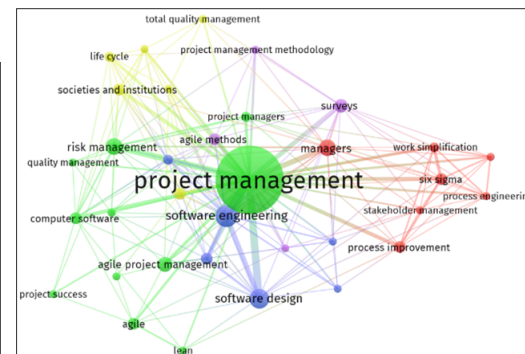 total quality management
project management methodology
life cycle
societies and institutions
surveys
project managers
agile methods
risk management
managers
work simplification
quality management
project management
six sigma
process engineering
software engineering
stakeholder management
computer software
process improvement
agile project management
project success
software design
agile
lean